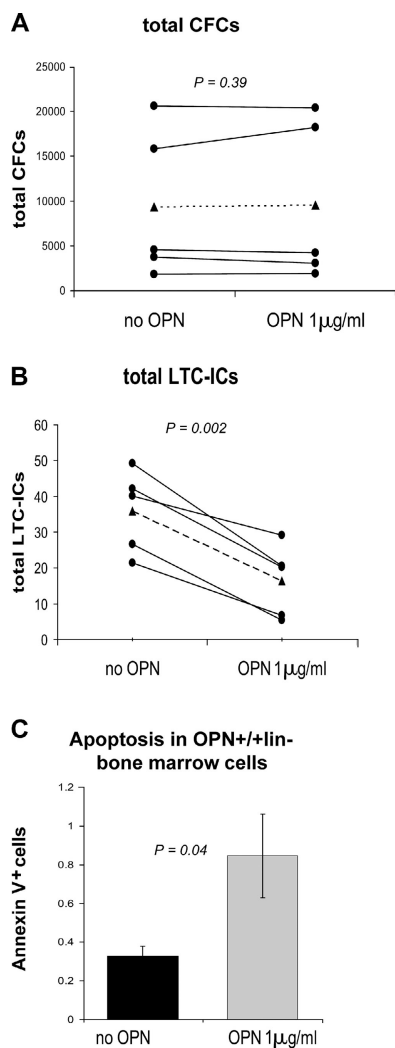 A
total CFCs
P = 0.39
25000
20000
15000
10000
5000
0
total CFCs
no OPN
OPN 1µg/ml
B
total LTC-ICs
P = 0.002
60
50
40
30
20
10
0
total LTC-ICs
no OPN
OPN 1µg/ml
C
Apoptosis in OPN+/+lin-
bone marrow cells
P = 0.04
1.2
1
0.8
0.6
0.4
0.2
0
Annexin V+ cells
no OPN
OPN 1µg/ml